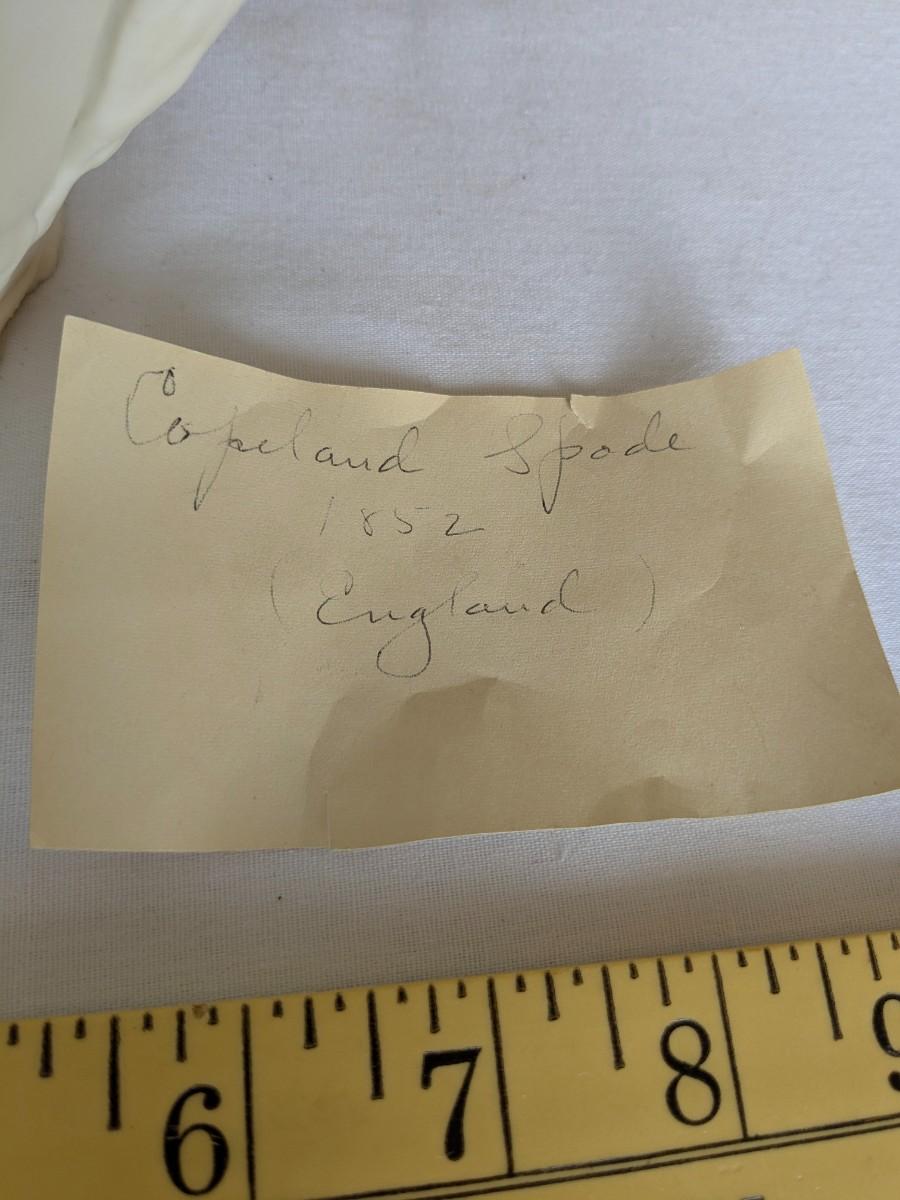 Copeland Spode
1852
(England)
6 7 8 9